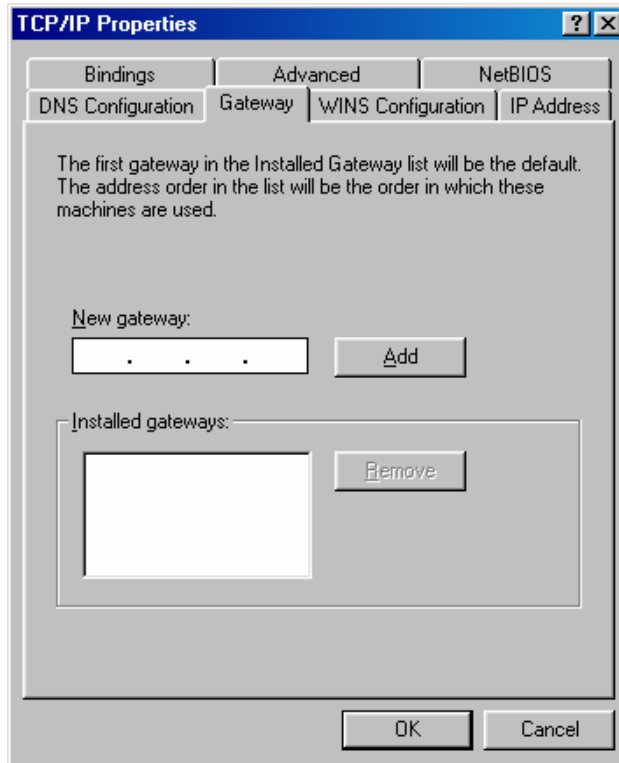 TCP/IP Properties
Bindings
Advanced
NetBIOS
DNS Configuration
Gateway
WINS Configuration
IP Address
The first gateway in the Installed Gateway list will be the default.
The address order in the list will be the order in which these
machines are used.
New gateway:
. . .
Add
Installed gateways:
Remove
OK
Cancel